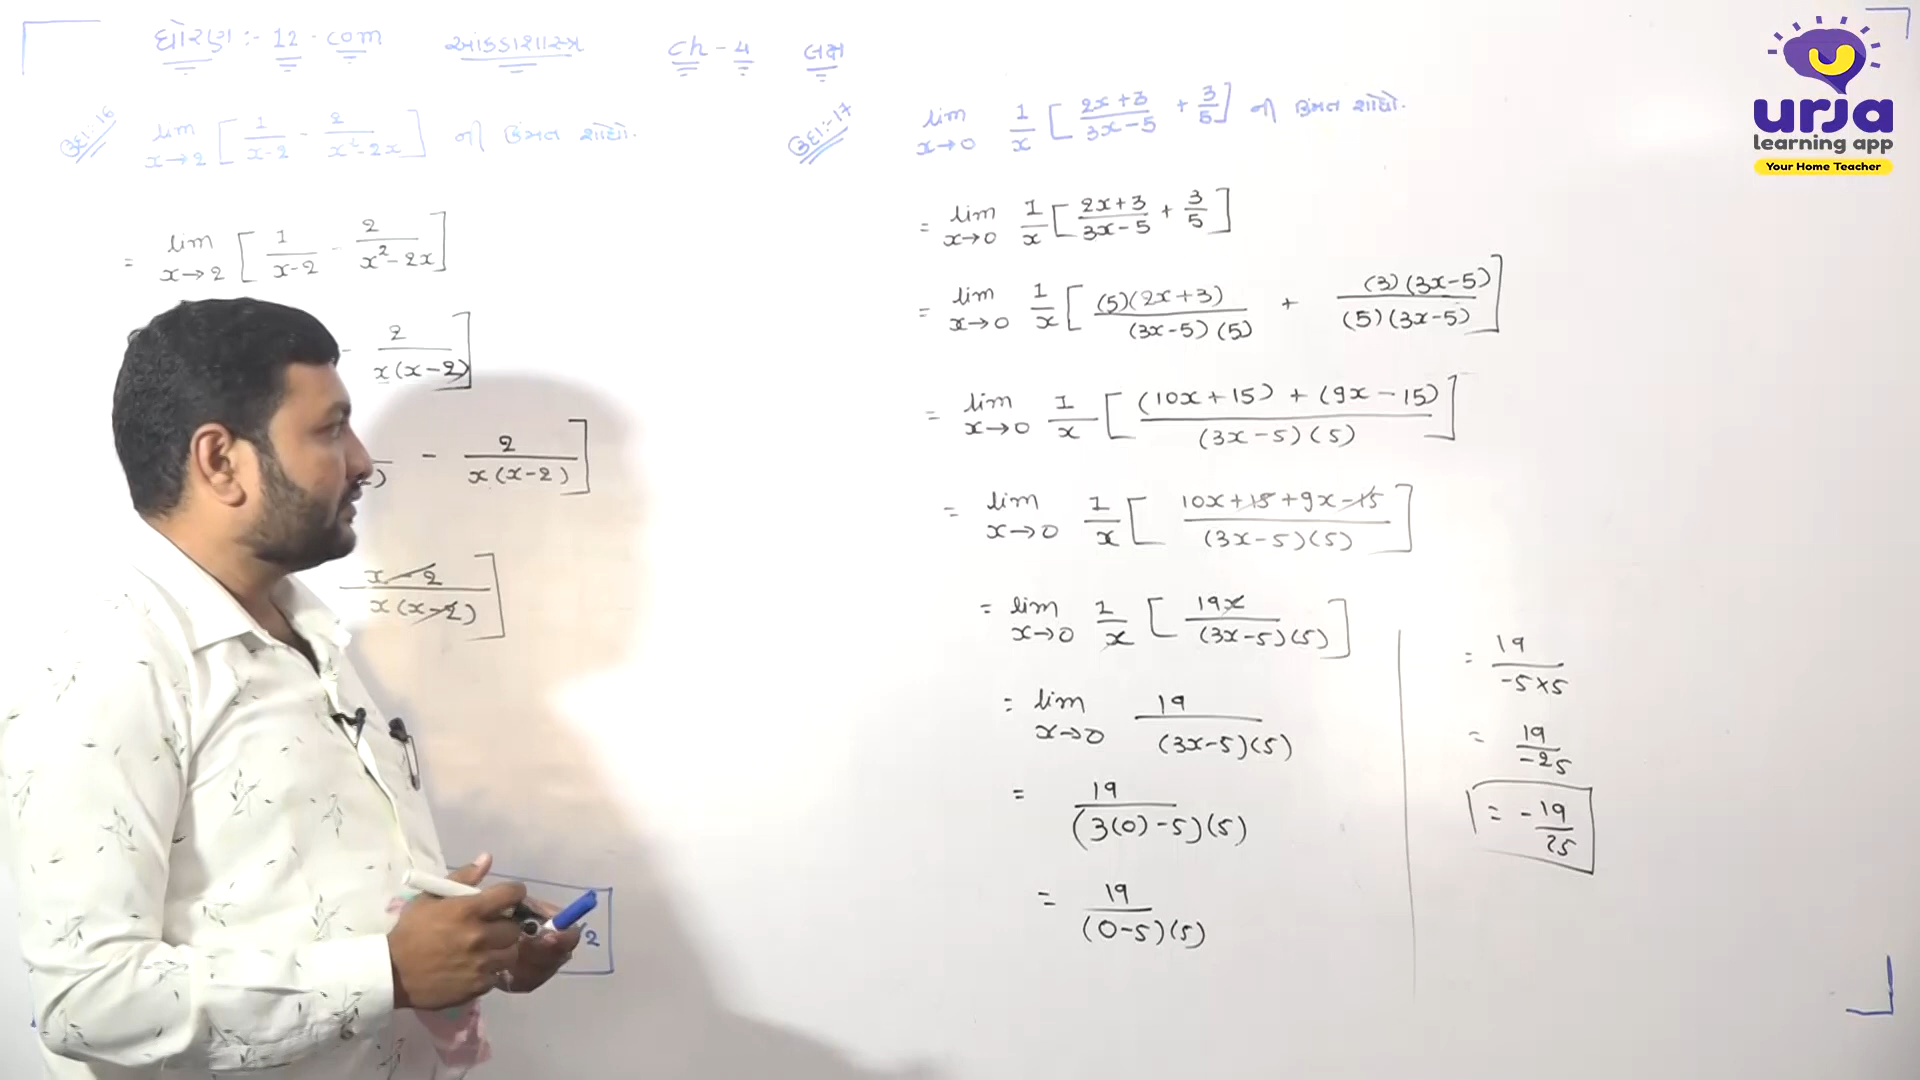 ધોરણ :- 12 - com આંકડાશાસ્ત્ર Ch - 4 લક્ષ
ઉદા:-16 lim x→2 [ 1/(x-2) - 2/(x²-2x) ] ની કિંમત શોધો.
= lim x→2 [ 1/(x-2) - 2/(x²-2x) ]
- 2/(x(x-2)) ]
- 2/(x(x-2)) ]
(x-2)/(x(x-2)) ]
/2
ઉદા:-17 lim x→0 1/x [ (2x+3)/(3x-5) + 3/5 ] ની કિંમત શોધો.
= lim x→0 1/x [ (2x+3)/(3x-5) + 3/5 ]
= lim x→0 1/x [ (5)(2x+3)/(3x-5)(5) + (3)(3x-5)/(5)(3x-5) ]
= lim x→0 1/x [ (10x+15) + (9x-15)/(3x-5)(5) ]
= lim x→0 1/x [ 10x+15+9x-15/(3x-5)(5) ]
= lim x→0 1/x [ 19x/(3x-5)(5) ]
= lim x→0 19/(3x-5)(5)
= 19/(3(0)-5)(5)
= 19/(0-5)(5)
= 19/-5×5
= 19/-25
= -19/25
urja
learning app
Your Home Teacher